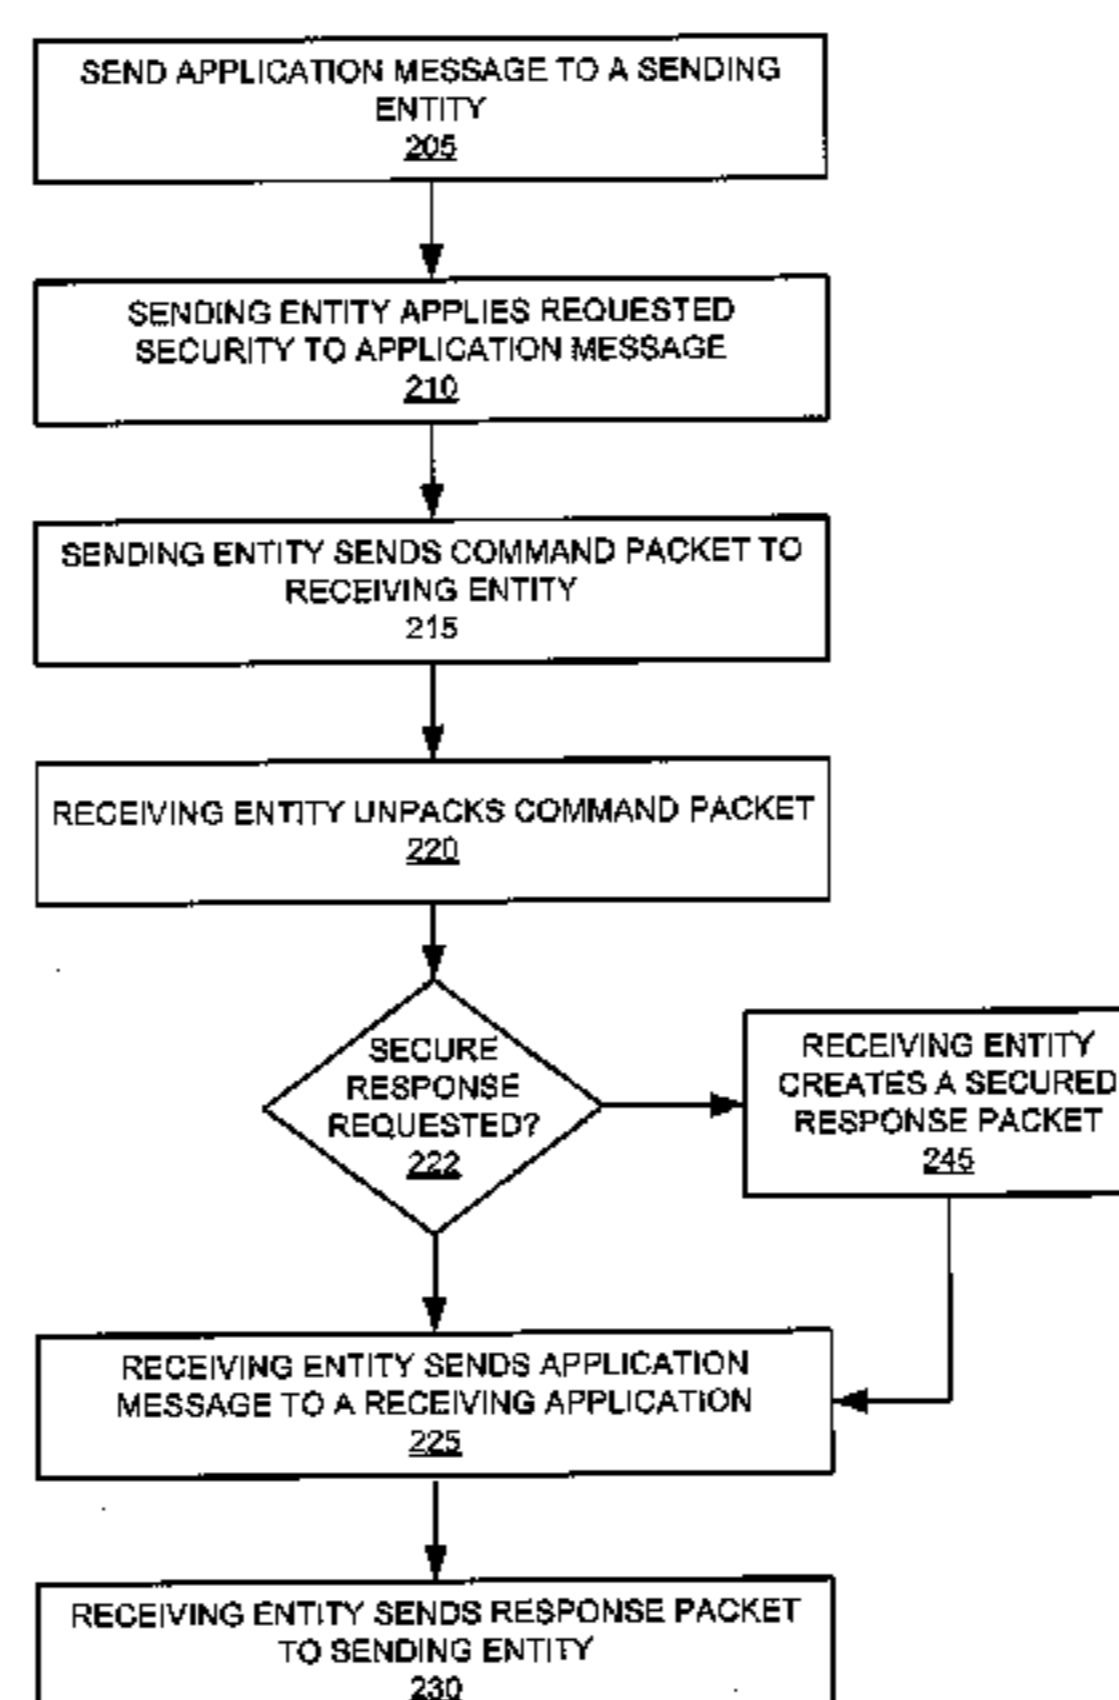 SEND APPLICATION MESSAGE TO A SENDING
ENTITY
205
SENDING ENTITY APPLIES REQUESTED
SECURITY TO APPLICATION MESSAGE
210
SENDING ENTITY SENDS COMMAND PACKET TO
RECEIVING ENTITY
215
RECEIVING ENTITY UNPACKS COMMAND PACKET
220
SECURE
RESPONSE
REQUESTED?
222
RECEIVING ENTITY
CREATES A SECURED
RESPONSE PACKET
245
RECEIVING ENTITY SENDS APPLICATION
MESSAGE TO A RECEIVING APPLICATION
225
RECEIVING ENTITY SENDS RESPONSE PACKET
TO SENDING ENTITY
230